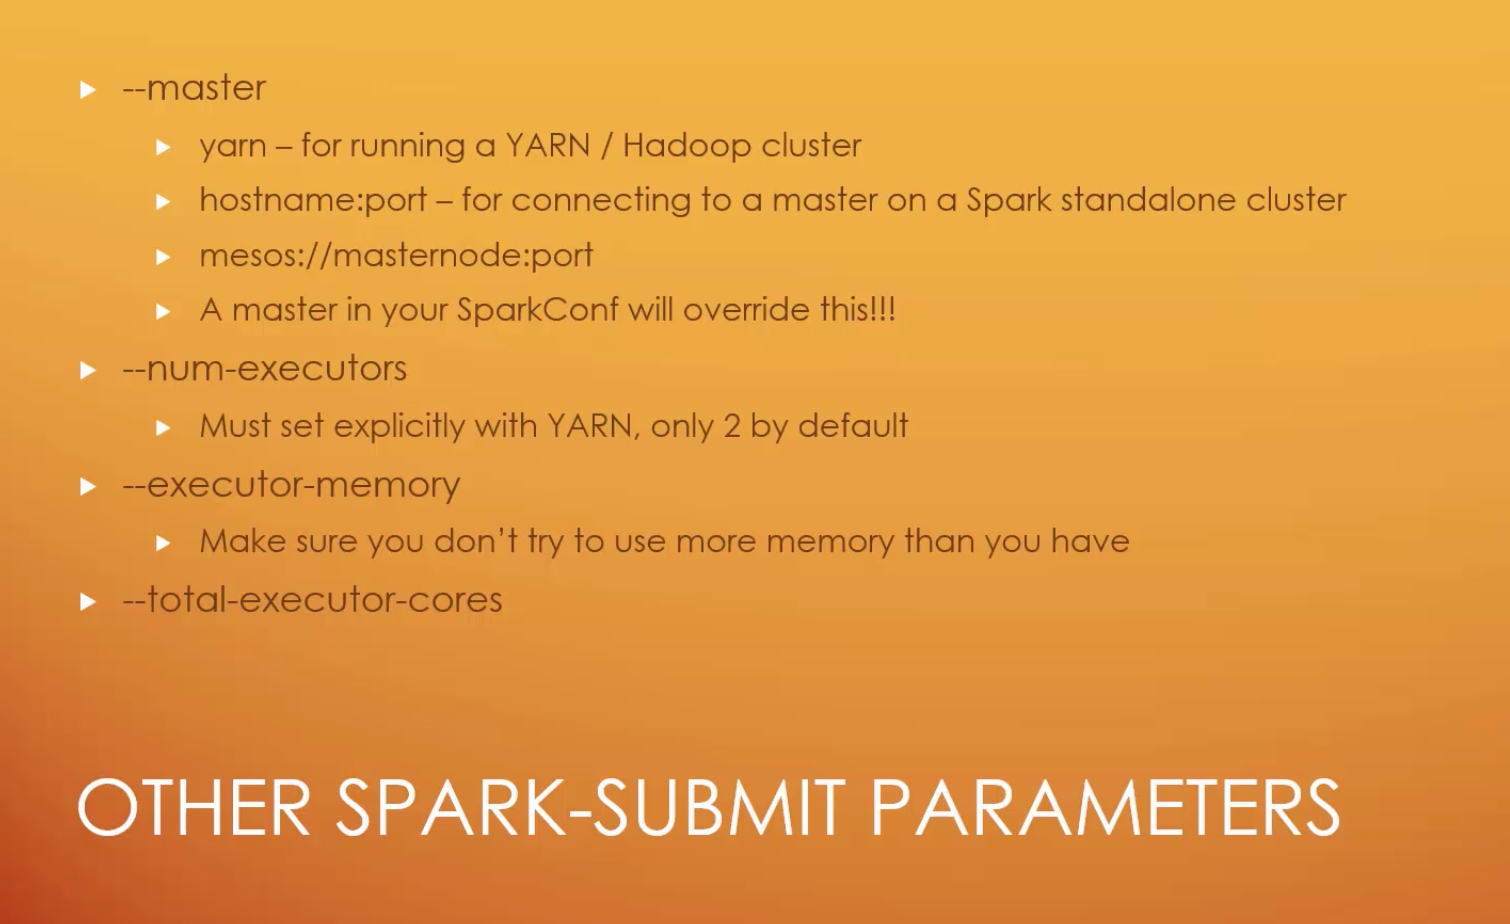 --master
yarn – for running a YARN / Hadoop cluster
hostname:port – for connecting to a master on a Spark standalone cluster
mesos://masternode:port
A master in your SparkConf will override this!!!
--num-executors
Must set explicitly with YARN, only 2 by default
--executor-memory
Make sure you don’t try to use more memory than you have
--total-executor-cores
OTHER SPARK-SUBMIT PARAMETERS